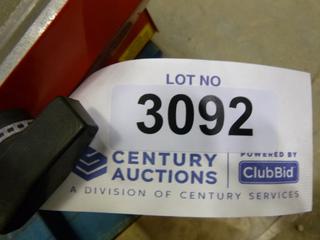 LOT NO
3092
CENTURY
AUCTIONS
POWERED BY
ClubBid
A DIVISION OF CENTURY SERVICES